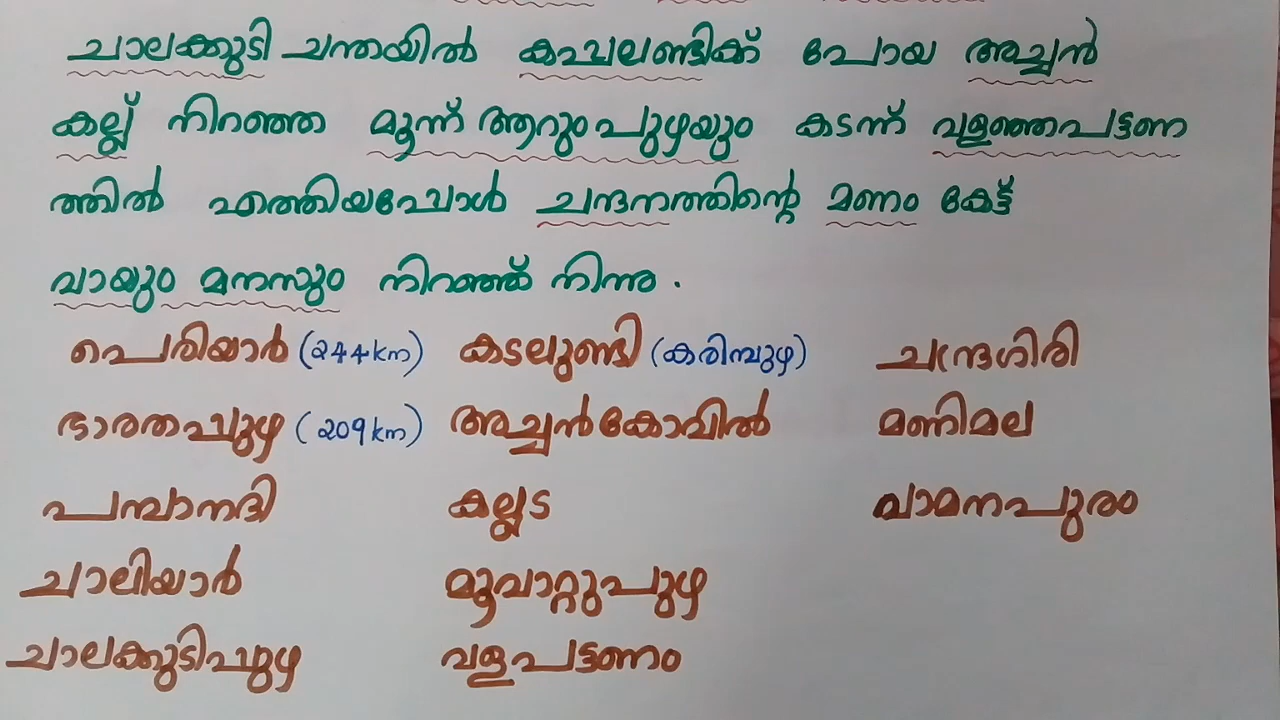 ചാലക്കുടി ചന്തയിൽ കപ്പലണ്ടിക്ക് പോയ അച്ചൻ
കല്ല് നിറഞ്ഞ മൂന്ന് ആറും പുഴയും കടന്ന് വളഞ്ഞപട്ടണ
ത്തിൽ എത്തിയപ്പോൾ ചന്ദനത്തിന്റെ മണം കേട്ട്
വായും മനസും നിറഞ്ഞ് നിന്നു.
പെരിയാർ (244km) കടലുണ്ടി (കരിമ്പുഴ) ചന്ദ്രഗിരി
ഭാരതപ്പുഴ (209km) അച്ചൻകോവിൽ മണിമല
പമ്പാനദി കല്ലട വാമനപുരം
ചാലിയാർ മൂവാറ്റുപുഴ
ചാലക്കുടിപ്പുഴ വളപട്ടണം